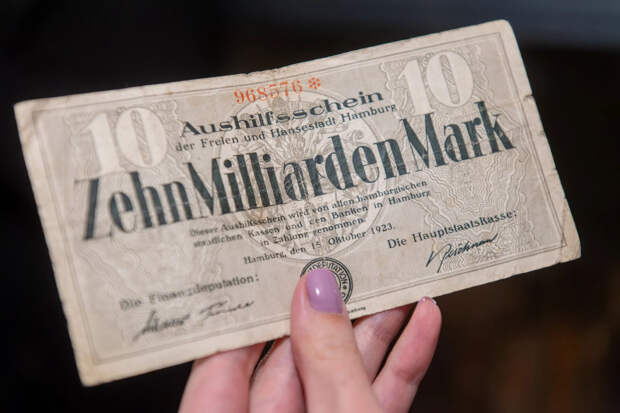 968576 *
10 10
Aushilfsschein
der Freien und Hansestadt Hamburg
Zehn Milliarden Mark
Dieser Aushilfsschein wird von allen hamburgischen
staatlichen Kassen und den Banken in Hamburg
in Zahlung genommen.
Hamburg, den 15. Oktober 1923.
Die Finanzdeputation: Die Hauptstaatskasse: